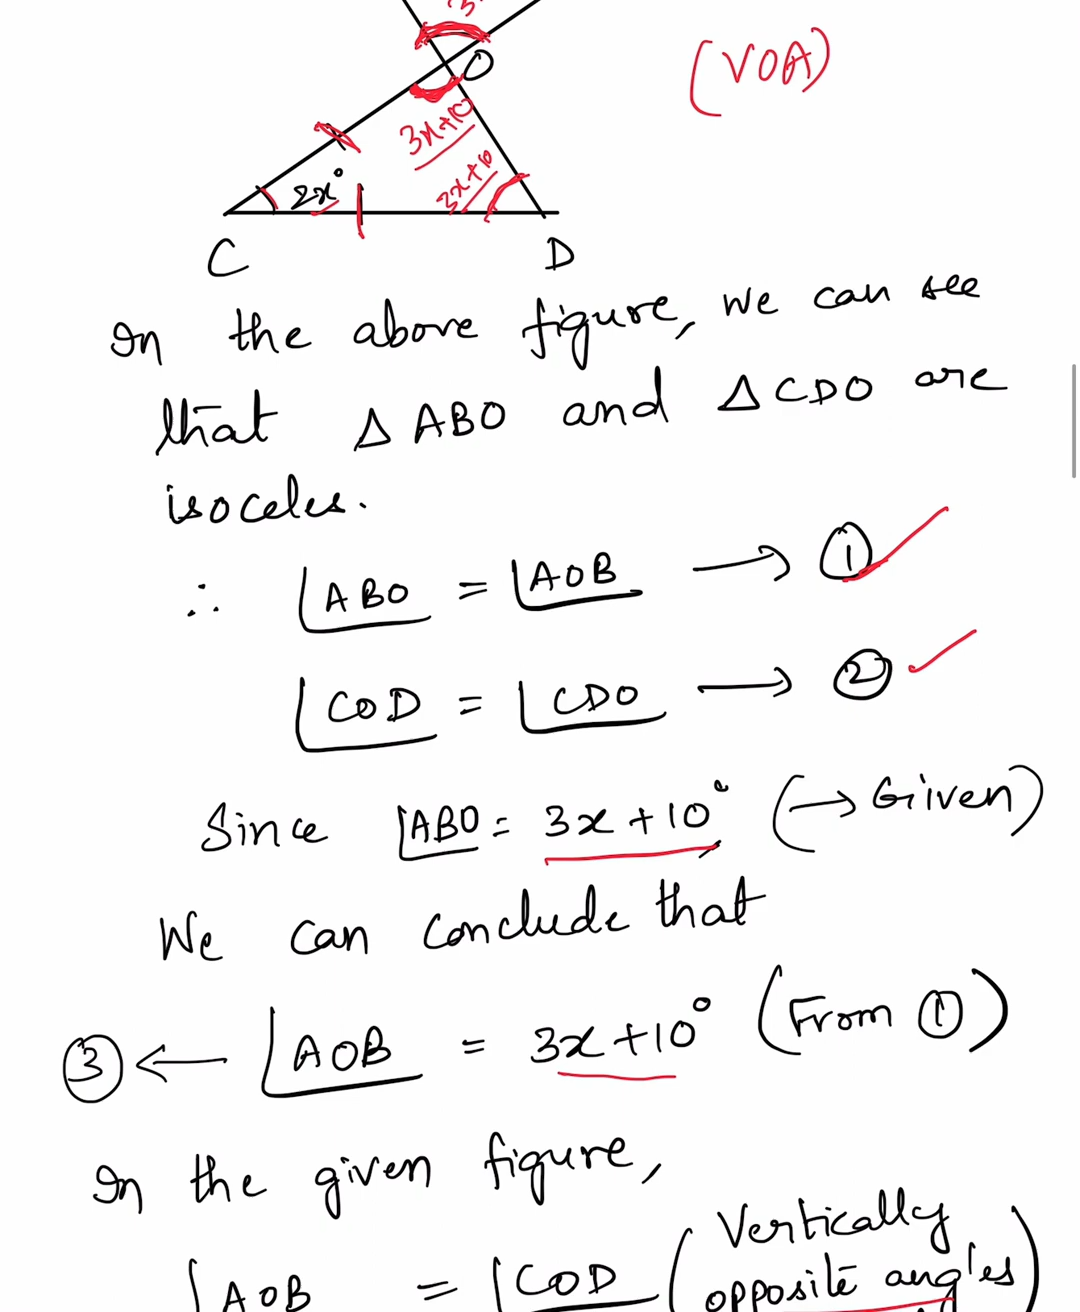 3
O
(VOA)
3x+10
3x+10
2x°
C D
In the above figure, we can see
that △ ABO and △ CDO are
isoceles.
∴ ∠ABO = ∠AOB → ①
∠COD = ∠CDO → ②
Since ∠ABO = 3x+10° (→ Given)
We can conclude that
③ ← ∠AOB = 3x+10° (From ①)
In the given figure,
∠AOB = ∠COD (Vertically
opposite angles)